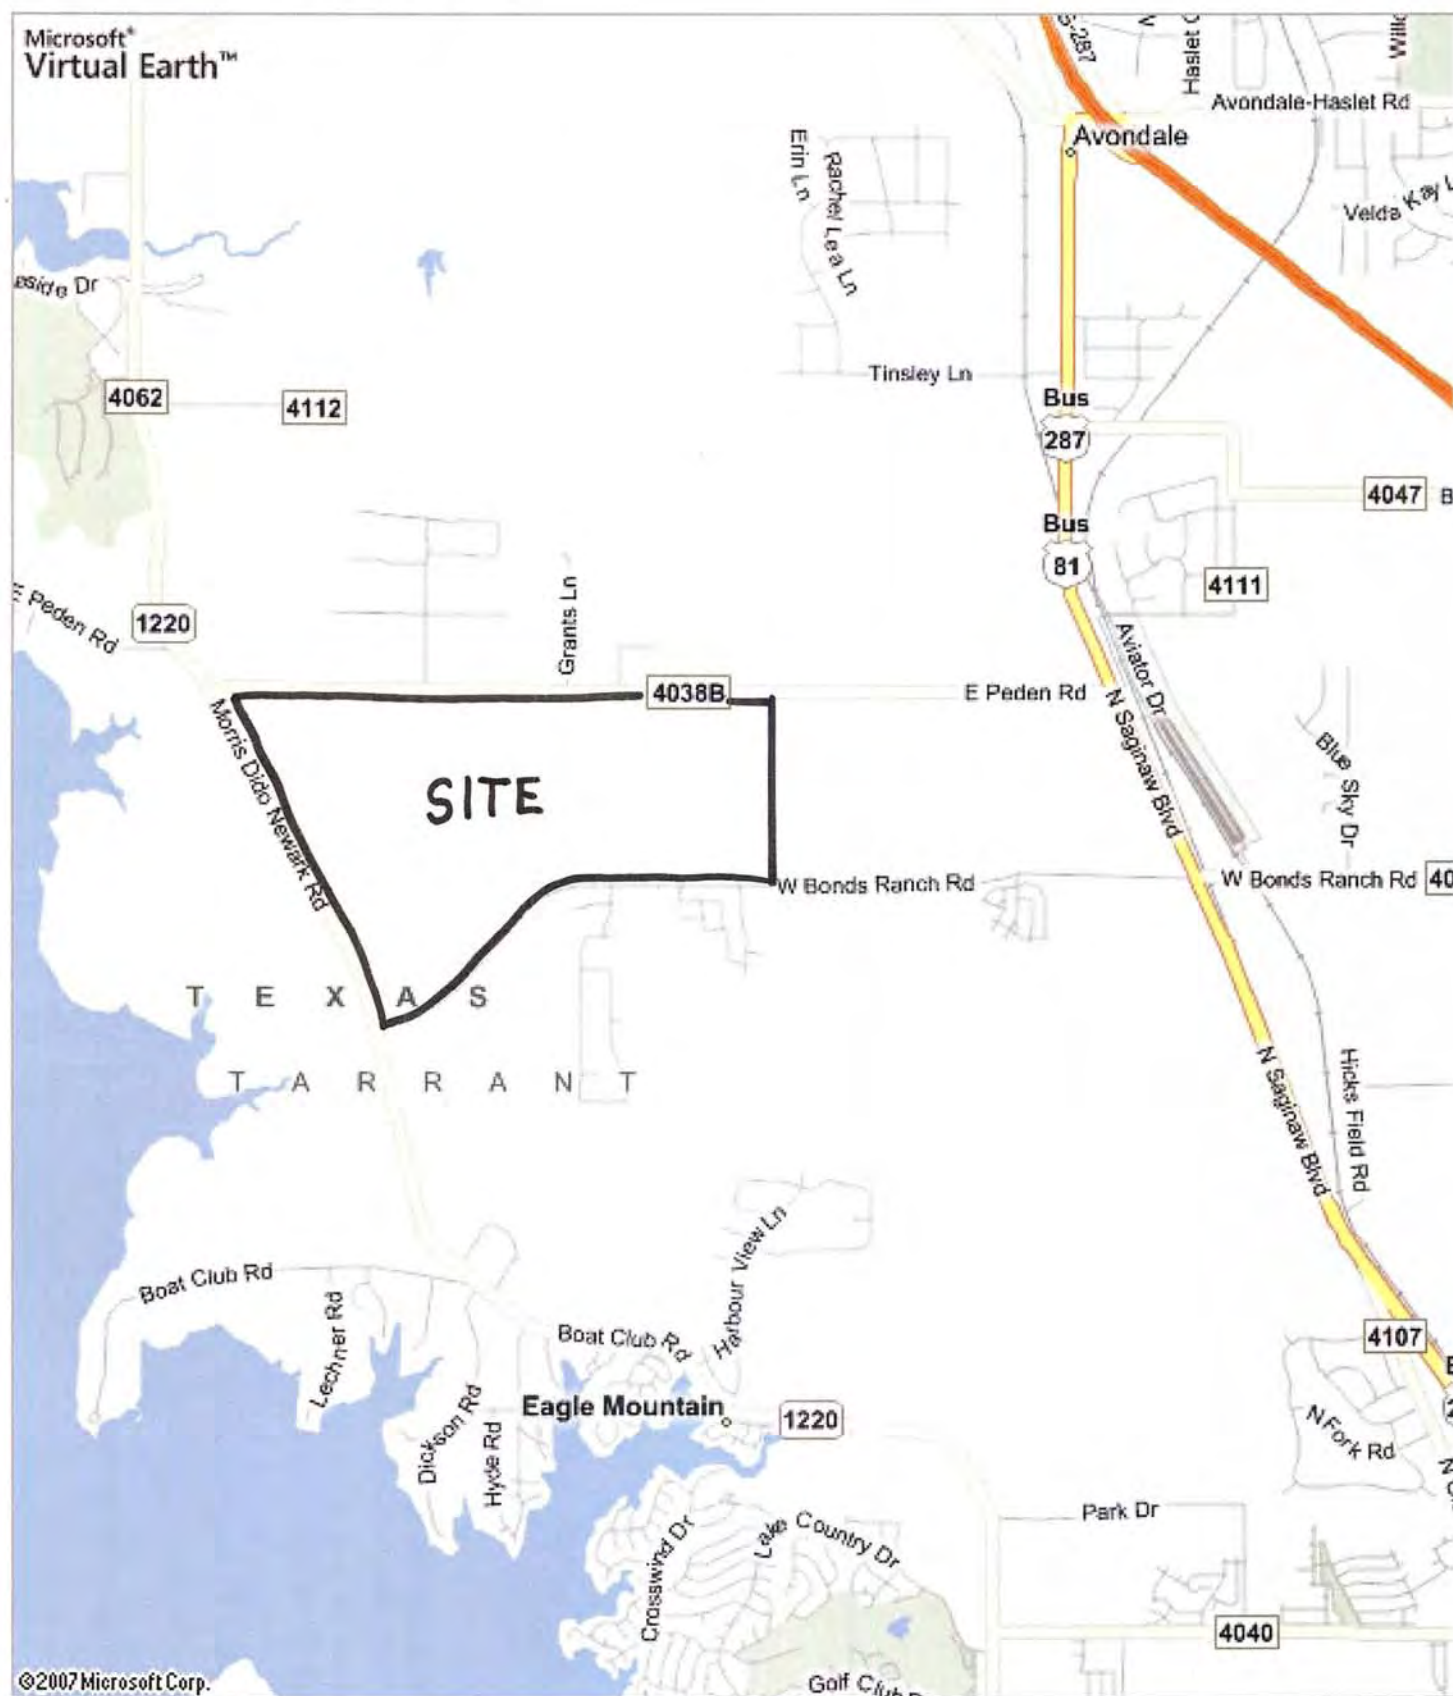 Microsoft®
Virtual Earth™
Avondale-Haslet Rd
Avondale
Erin Ln
Rachel Lea Ln
Tinsley Ln
4062
4112
Bus
287
4047
Bus
81
4111
E Peden Rd
1220
Grants Ln
4038B
E Peden Rd
Aviator Dr
Morris Dido Newark Rd
SITE
N Saginaw Blvd
Blue Sky Dr
W Bonds Ranch Rd
W Bonds Ranch Rd
TEXAS
TARRANT
N Saginaw Blvd
Hicks Field Rd
Boat Club Rd
Lechner Rd
Boat Club Rd
Harbour View Ln
4107
Eagle Mountain
1220
Dickson Rd
Hyde Rd
N Fork Rd
Park Dr
Crosswind Dr
Lake Country Dr
4040
Golf Club
©2007 Microsoft Corp.